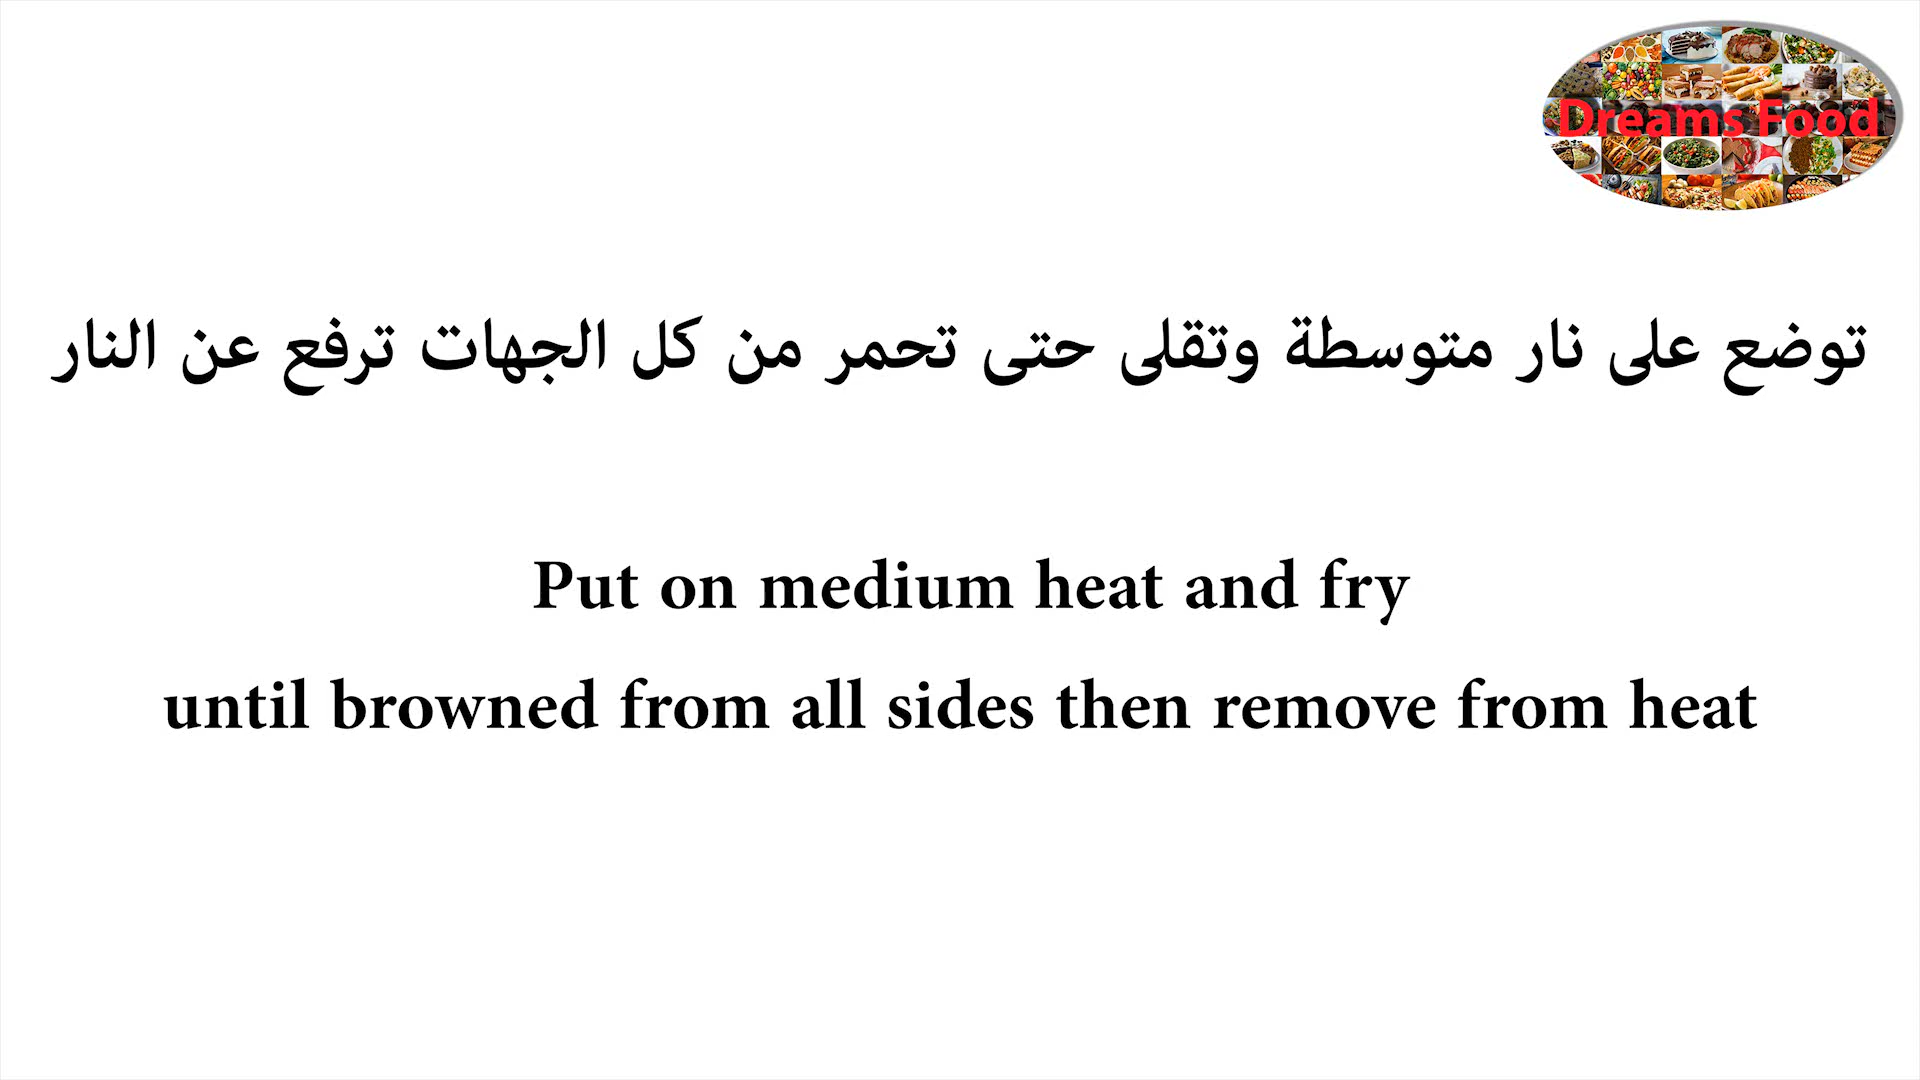 Dreams Food
توضع على نار متوسطة وتقلى حتى تحمر من كل الجهات ترفع عن النار
Put on medium heat and fry
until browned from all sides then remove from heat